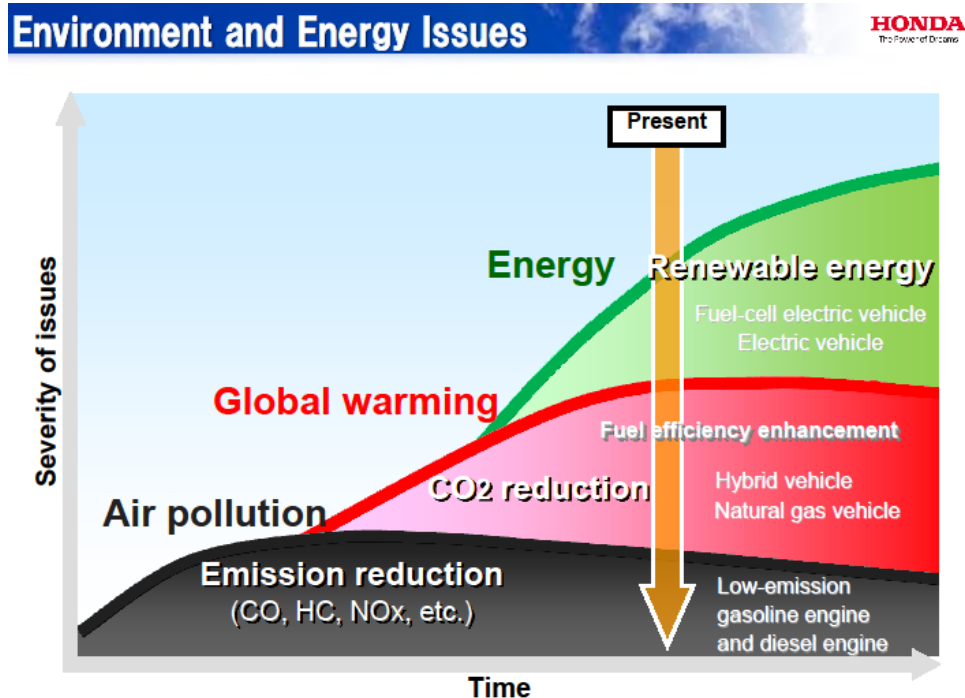 Environment and Energy Issues
HONDA
The Power of Dreams
Present
Energy
Renewable energy
Fuel-cell electric vehicle
Electric vehicle
Global warming
Fuel efficiency enhancement
CO2 reduction
Hybrid vehicle
Natural gas vehicle
Air pollution
Emission reduction
(CO, HC, NOx, etc.)
Low-emission
gasoline engine
and diesel engine
Severity of issues
Time